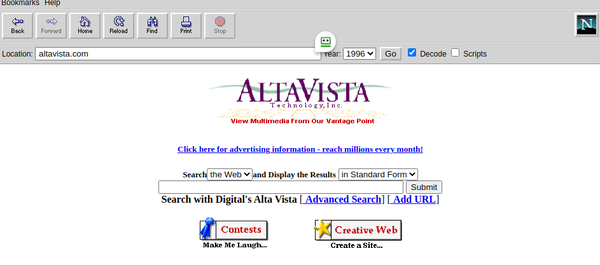 Bookmarks Help
Back Forward Home Reload Find Print Stop N
Location: altavista.com Year: 1996 Go Decode Scripts
ALTAVISTA
Technology, Inc.
View Multimedia From Our Vantage Point
Click here for advertising information - reach millions every month!
Search the Web and Display the Results in Standard Form
Submit
Search with Digital's Alta Vista [ Advanced Search] [ Add URL]
Contests Creative Web
Make Me Laugh... Create a Site...